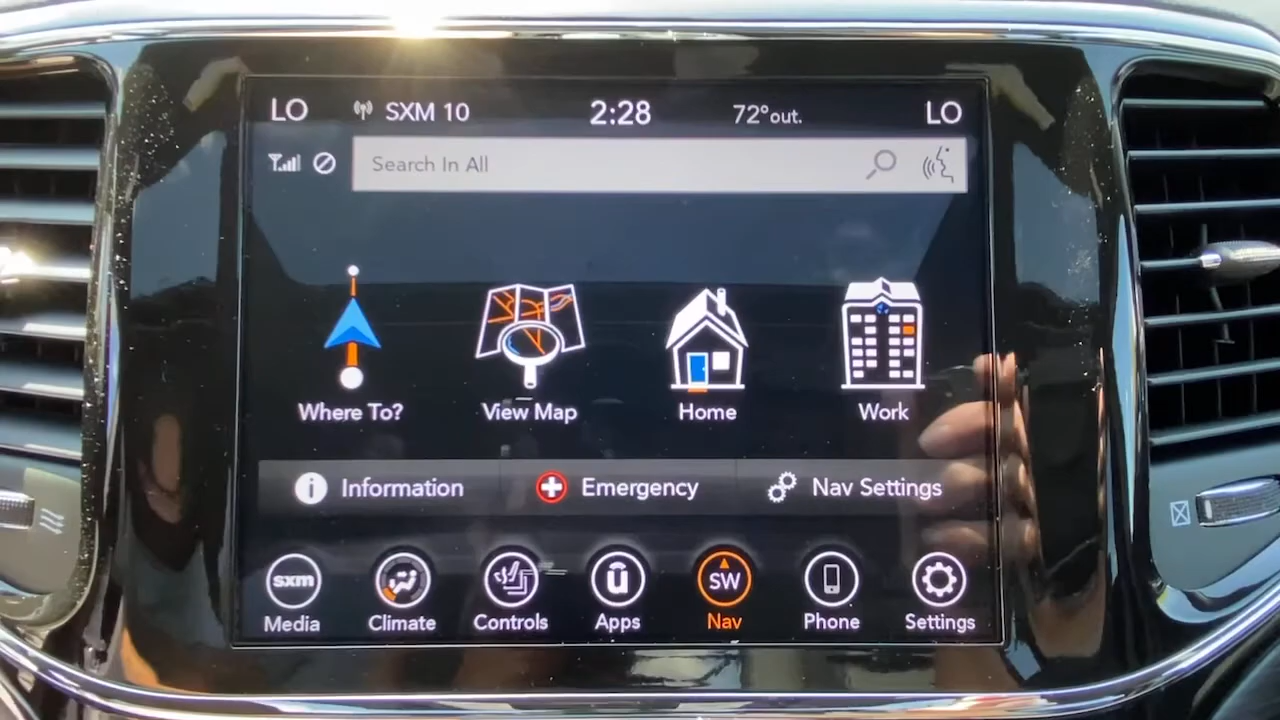 LO SXM 10 2:28 72°out. LO
Search In All
Where To? View Map Home Work
Information Emergency Nav Settings
sxm SW
Media Climate Controls Apps Nav Phone Settings